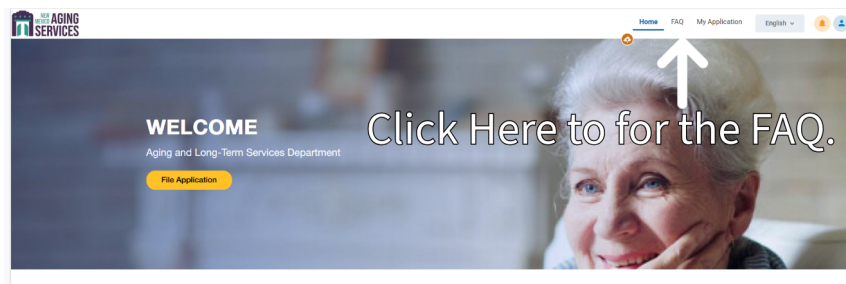 NEW MEXICO AGING
SERVICES
Home FAQ My Application English
WELCOME
Click Here to for the FAQ.
Aging and Long-Term Services Department
File Application